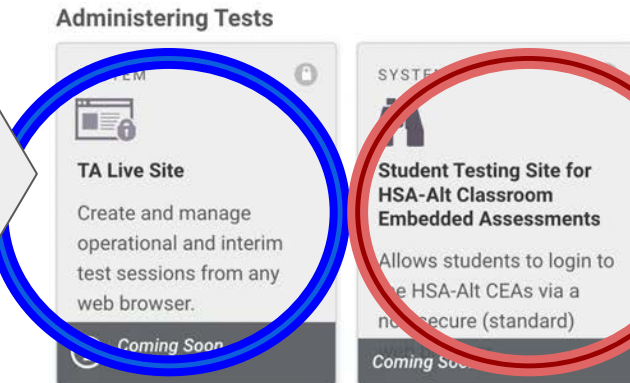 Administering Tests
TA Live Site
Create and manage
operational and interim
test sessions from any
web browser.
Coming Soon
Student Testing Site for
HSA-Alt Classroom
Embedded Assessments
Allows students to login to
HSA-Alt CEAs via a
secure (standard)
Coming